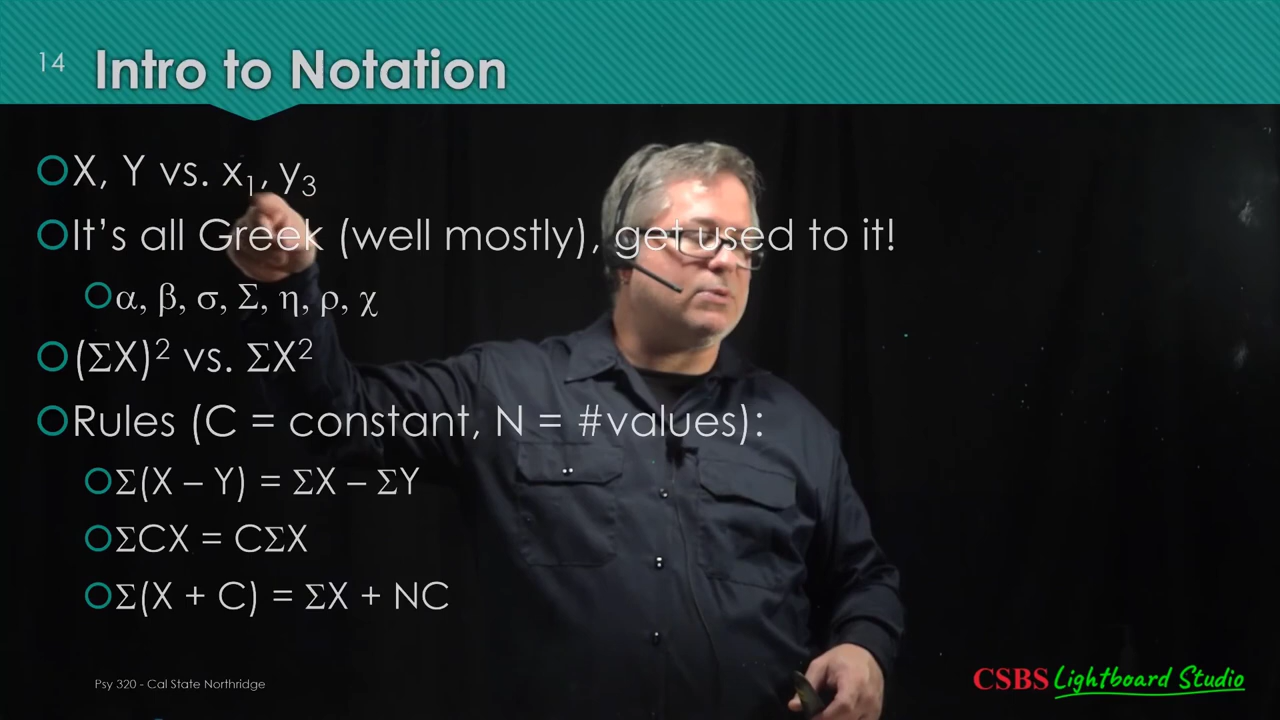 14
Intro to Notation
X, Y vs. x₁, y₃
It’s all Greek (well mostly), get used to it!
α, β, σ, Σ, η, ρ, χ
(ΣX)² vs. ΣX²
Rules (C = constant, N = #values):
Σ(X – Y) = ΣX – ΣY
ΣCX = CΣX
Σ(X + C) = ΣX + NC
Psy 320 - Cal State Northridge
CSBS Lightboard Studio